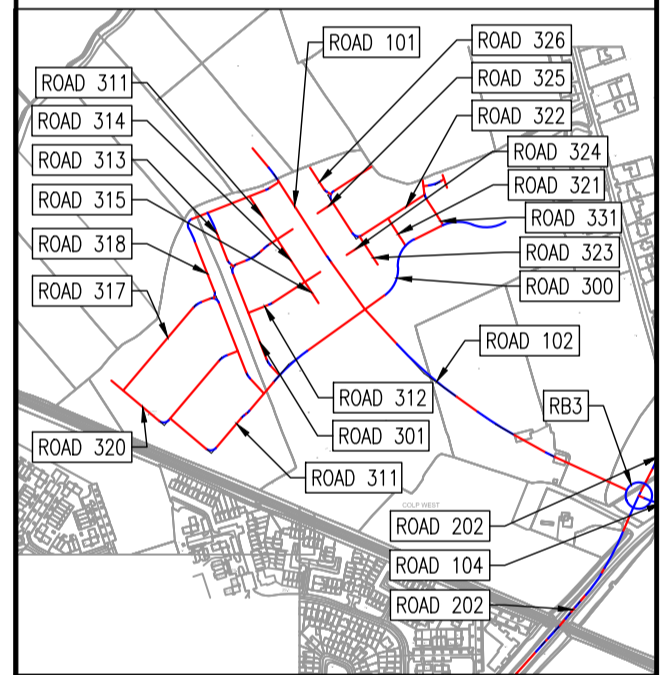 ROAD 101
ROAD 326
ROAD 311
ROAD 325
ROAD 314
ROAD 322
ROAD 313
ROAD 324
ROAD 315
ROAD 321
ROAD 318
ROAD 331
ROAD 323
ROAD 317
ROAD 300
ROAD 102
ROAD 312
RB3
ROAD 320
ROAD 301
ROAD 311
COLP WEST
ROAD 202
ROAD 104
ROAD 202